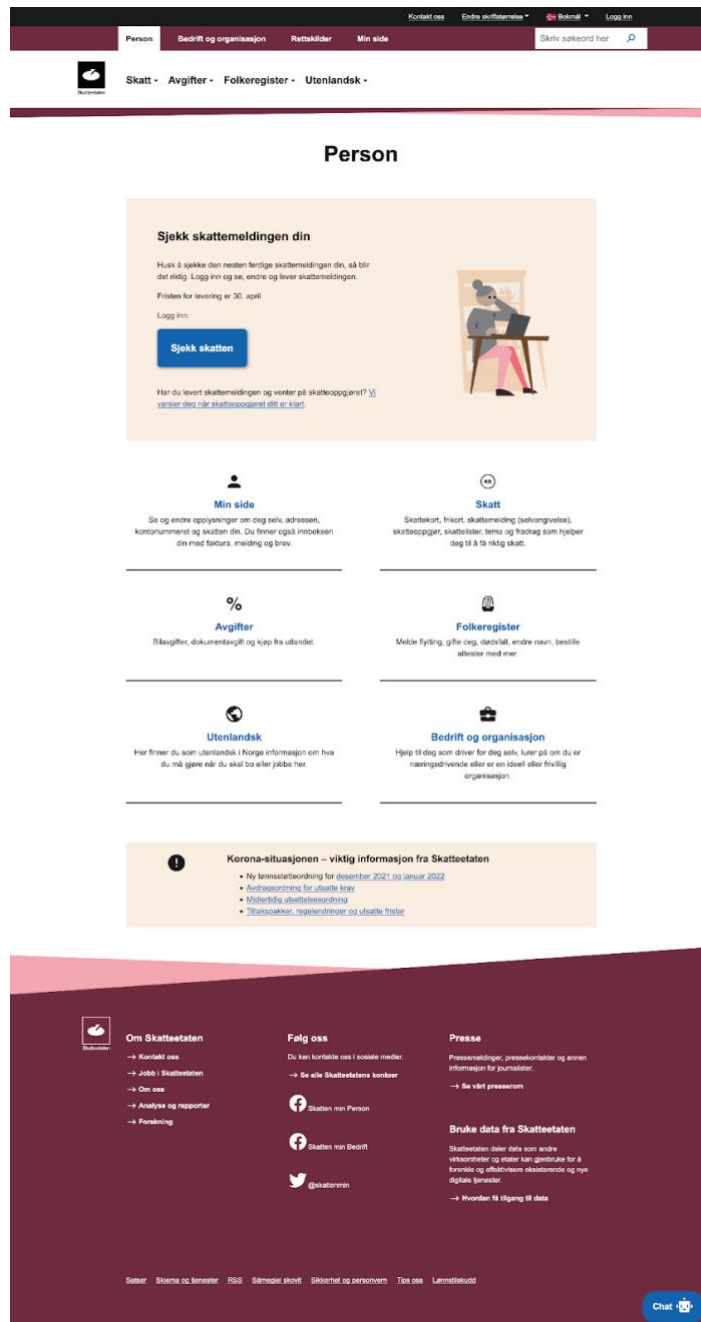 Kontakt oss Endre skriftstørrelse Bokmål Logg inn
Person Bedrift og organisasjon Rettskilder Min side Skriv søkeord her
Skatteetaten
Skatt Avgifter Folkeregister Utenlandsk
Person
Sjekk skattemeldingen din
Husk å sjekke den nesten ferdige skattemeldingen din, så blir
det riktig. Logg inn og se, endre og lever skattemeldingen.
Fristen for levering er 30. april.
Logg inn:
Sjekk skatten
Har du levert skattemeldingen og venter på skatteoppgjøret? Vi
varsler deg når skatteoppgjøret ditt er klart.
Min side
Se og endre opplysninger om deg selv, adressen,
kontonummeret og skatten din. Du finner også innboksen
din med faktura, melding og brev.
KR
Skatt
Skattekort, frikort, skattemelding (selvangivelse),
skatteoppgjør, skattelister, tema og fradrag som hjelper
deg til å få riktig skatt.
%
Avgifter
Bilavgifter, dokumentavgift og kjøp fra utlandet.
Folkeregister
Melde flytting, gifte deg, dødsfall, endre navn, bestille
attester med mer.
Utenlandsk
Her finner du som utenlandsk i Norge informasjon om hva
du må gjøre når du skal bo eller jobbe her.
Bedrift og organisasjon
Hjelp til deg som driver for deg selv, lurer på om du er
næringsdrivende eller er en ideell eller frivillig
organisasjon.
Korona-situasjonen – viktig informasjon fra Skatteetaten
• Ny lønnsstøtteordning for desember 2021 og januar 2022
• Avdragsordning for utsatte krav
• Midlertidig utsettelsesordning
• Tiltakspakker, regelendringer og utsatte frister
Skatteetaten
Om Skatteetaten
→ Kontakt oss
→ Jobb i Skatteetaten
→ Om oss
→ Analyse og rapporter
→ Forskning
Følg oss
Du kan kontakte oss i sosiale medier.
→ Se alle Skatteetatens kontoer
Skatten min Person
Skatten min Bedrift
@skattenmin
Presse
Pressemeldinger, pressekontakter og annen
informasjon for journalister.
→ Se vårt presserom
Bruke data fra Skatteetaten
Skatteetaten deler data som andre
virksomheter og etater kan gjenbruke for å
forenkle og effektivisere eksisterende og nye
digitale tjenester.
→ Hvordan få tilgang til data
Satser Skjema og tjenester RSS Sámegiel skovit Sikkerhet og personvern Tips oss Lønnstilskudd
Chat